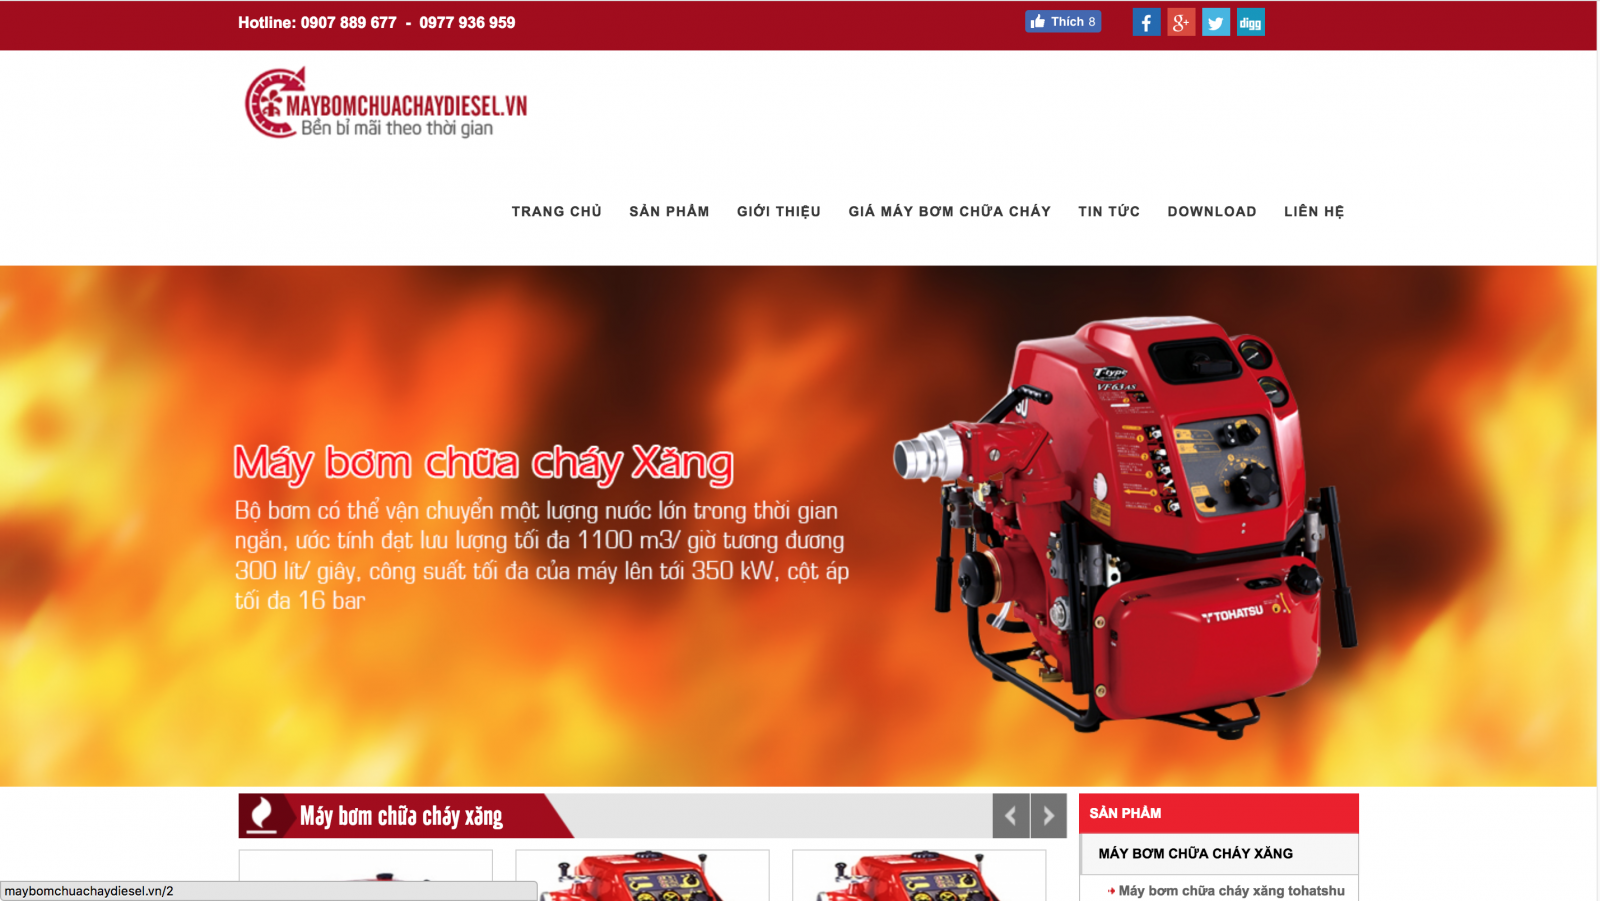 Hotline: 0907 889 677 - 0977 936 959
Thích 8
digg
MAYBOMCHUACHAYDIESEL.VN
Bền bỉ mãi theo thời gian
TRANG CHỦ SẢN PHẨM GIỚI THIỆU GIÁ MÁY BƠM CHỮA CHÁY TIN TỨC DOWNLOAD LIÊN HỆ
T-type
VF63AS
Máy bơm chữa cháy Xăng
Bộ bơm có thể vận chuyển một lượng nước lớn trong thời gian
ngắn, ước tính đạt lưu lượng tối đa 1100 m3/ giờ tương đương
300 lít/ giây, công suất tối đa của máy lên tới 350 kW, cột áp
tối đa 16 bar
TOHATSU
Máy bơm chữa cháy xăng
SẢN PHẨM
MÁY BƠM CHỮA CHÁY XĂNG
Máy bơm chữa cháy xăng tohatshu
maybomchuachaydiesel.vn/2